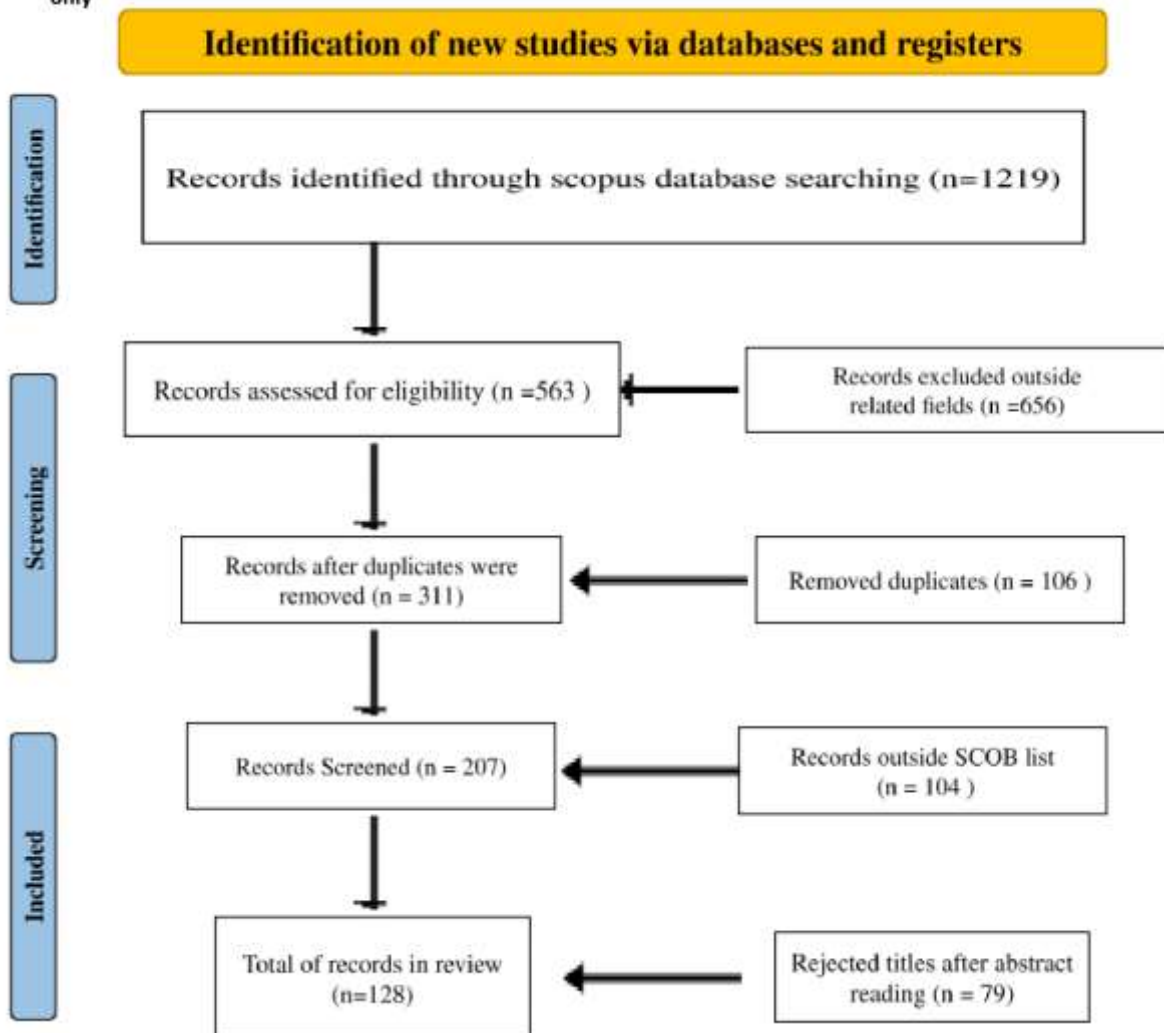 only
Identification of new studies via databases and registers
Identification
Records identified through scopus database searching (n=1219)
Screening
Records assessed for eligibility (n =563 )
Records excluded outside
related fields (n =656)
Records after duplicates were
removed (n = 311)
Removed duplicates (n = 106 )
Included
Records Screened (n = 207)
Records outside SCOB list
(n = 104 )
Total of records in review
(n=128)
Rejected titles after abstract
reading (n = 79)